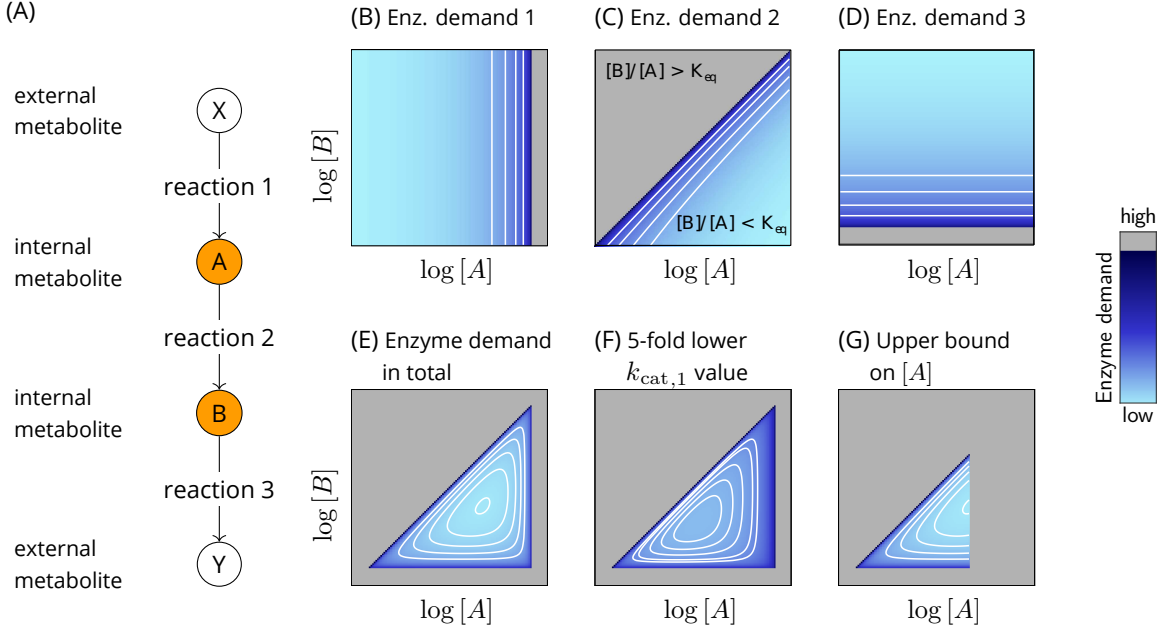 (A)
external
metabolite
X
reaction 1
internal
metabolite
A
reaction 2
internal
metabolite
B
reaction 3
external
metabolite
Y
(B) Enz. demand 1
log [B]
log [A]
(C) Enz. demand 2
[B]/[A] > K_eq
[B]/[A] < K_eq
log [A]
(D) Enz. demand 3
log [A]
(E) Enzyme demand
in total
log [B]
log [A]
(F) 5-fold lower
k_cat,1 value
log [A]
(G) Upper bound
on [A]
log [A]
high
Enzyme demand
low